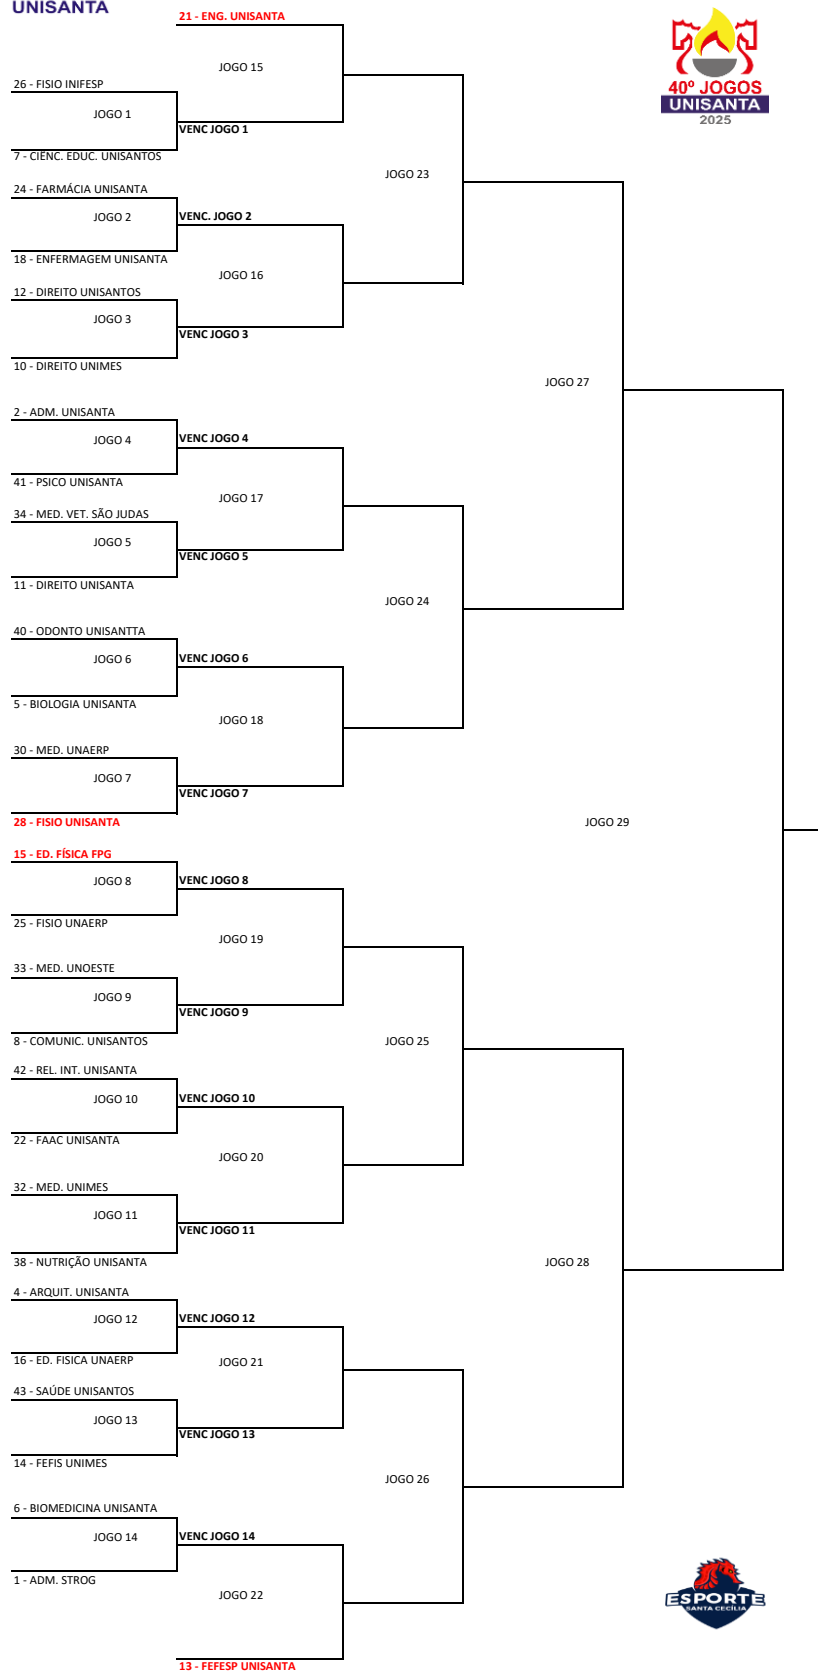 UNISANTA
21 - ENG. UNISANTA
JOGO 15
40º JOGOS
UNISANTA
2025
26 - FISIO INIFESP
JOGO 1
VENC JOGO 1
7 - CIÊNC. EDUC. UNISANTOS
JOGO 23
24 - FARMÁCIA UNISANTA
JOGO 2
VENC. JOGO 2
18 - ENFERMAGEM UNISANTA
JOGO 16
12 - DIREITO UNISANTOS
JOGO 3
VENC JOGO 3
10 - DIREITO UNIMES
JOGO 27
2 - ADM. UNISANTA
JOGO 4
VENC JOGO 4
41 - PSICO UNISANTA
JOGO 17
34 - MED. VET. SÃO JUDAS
JOGO 5
VENC JOGO 5
11 - DIREITO UNISANTA
JOGO 24
40 - ODONTO UNISANTTA
JOGO 6
VENC JOGO 6
5 - BIOLOGIA UNISANTA
JOGO 18
30 - MED. UNAERP
JOGO 7
VENC JOGO 7
28 - FISIO UNISANTA
JOGO 29
15 - ED. FÍSICA FPG
JOGO 8
VENC JOGO 8
25 - FISIO UNAERP
JOGO 19
33 - MED. UNOESTE
JOGO 9
VENC JOGO 9
8 - COMUNIC. UNISANTOS
JOGO 25
42 - REL. INT. UNISANTA
JOGO 10
VENC JOGO 10
22 - FAAC UNISANTA
JOGO 20
32 - MED. UNIMES
JOGO 11
VENC JOGO 11
38 - NUTRIÇÃO UNISANTA
JOGO 28
4 - ARQUIT. UNISANTA
JOGO 12
VENC JOGO 12
16 - ED. FISICA UNAERP
JOGO 21
43 - SAÚDE UNISANTOS
JOGO 13
VENC JOGO 13
14 - FEFIS UNIMES
JOGO 26
6 - BIOMEDICINA UNISANTA
JOGO 14
VENC JOGO 14
1 - ADM. STROG
JOGO 22
ESPORTE
SANTA CECÍLIA
13 - FEFESP UNISANTA